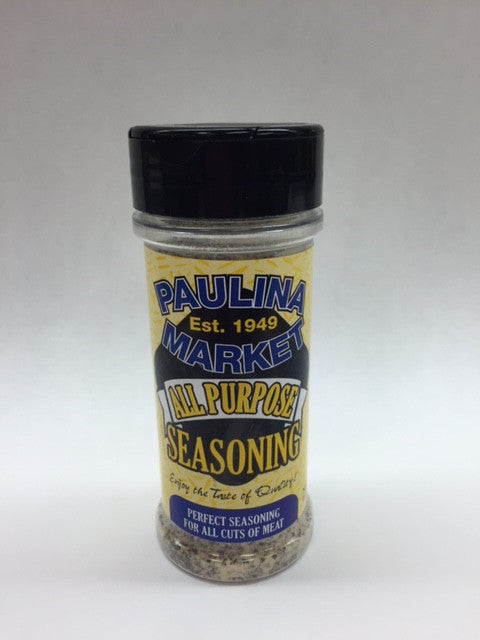 PAULINA
Est. 1949
MARKET
ALL PURPOSE
SEASONING
Enjoy the Taste of Quality!
PERFECT SEASONING
FOR ALL CUTS OF MEAT